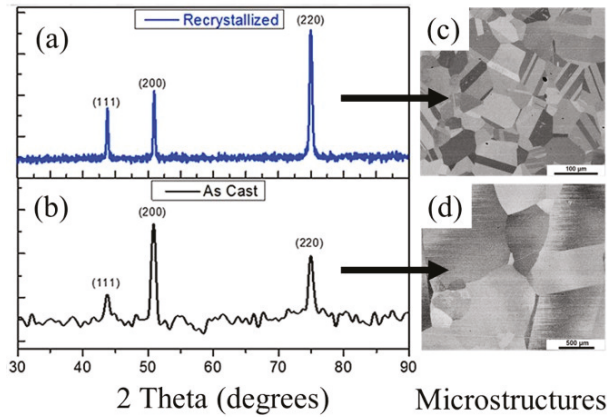 (a)
Recrystallized
(111)
(200)
(220)
(c)
100 µm
(b)
As Cast
(111)
(200)
(220)
(d)
500 µm
30 40 50 60 70 80 90
2 Theta (degrees)
Microstructures